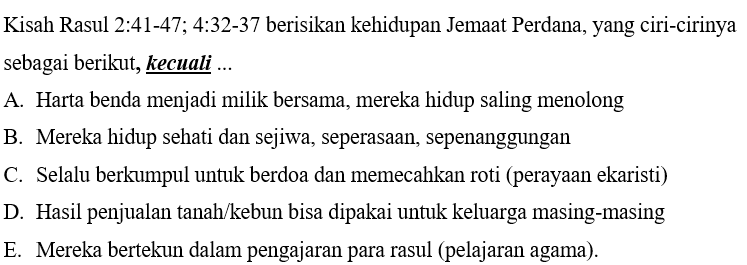 Kisah Rasul 2:41-47; 4:32-37 berisikan kehidupan Jemaat Perdana, yang ciri-cirinya
sebagai berikut, kecuali ...
A. Harta benda menjadi milik bersama, mereka hidup saling menolong
B. Mereka hidup sehati dan sejiwa, seperasaan, sepenanggungan
C. Selalu berkumpul untuk berdoa dan memecahkan roti (perayaan ekaristi)
D. Hasil penjualan tanah/kebun bisa dipakai untuk keluarga masing-masing
E. Mereka bertekun dalam pengajaran para rasul (pelajaran agama).